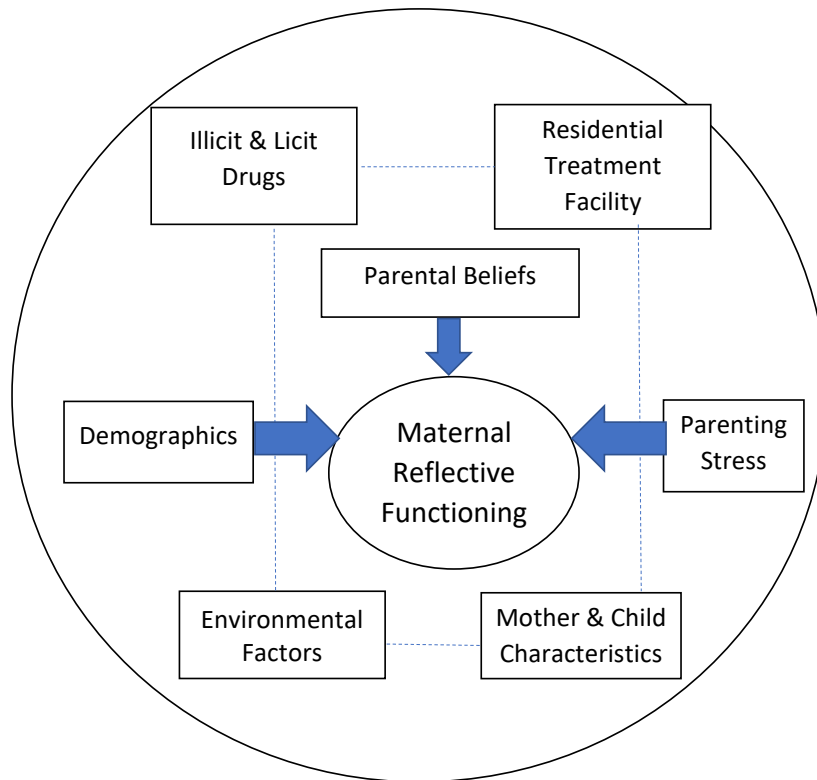 Illicit & Licit
Drugs
Residential
Treatment
Facility
Parental Beliefs
Demographics
Maternal
Reflective
Functioning
Parenting
Stress
Environmental
Factors
Mother & Child
Characteristics